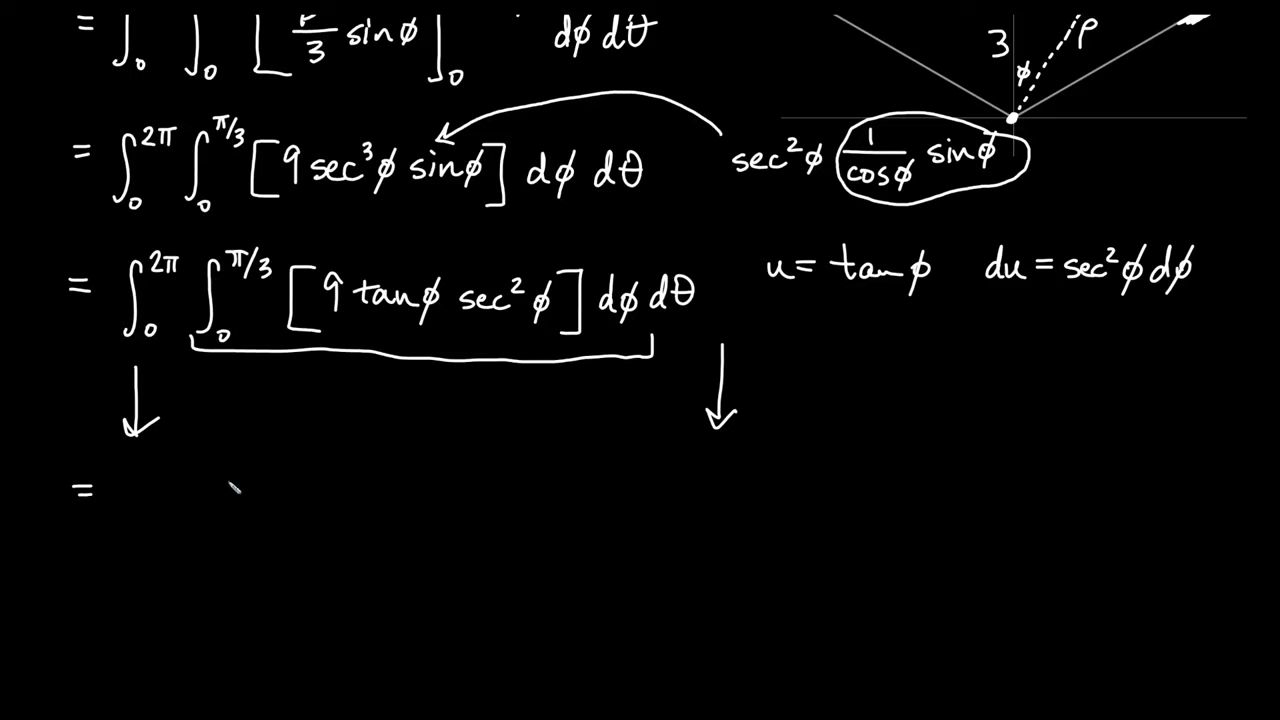 = ∫₀ ∫₀ [ρ/3 sinφ]₀ dφ dθ
3 φ ρ
= ∫₀^2π ∫₀^π/3 [9 sec³φ sinφ] dφ dθ
sec²φ 1/cosφ sinφ
= ∫₀^2π ∫₀^π/3 [9 tanφ sec²φ] dφ dθ
u = tanφ du = sec²φ dφ
=